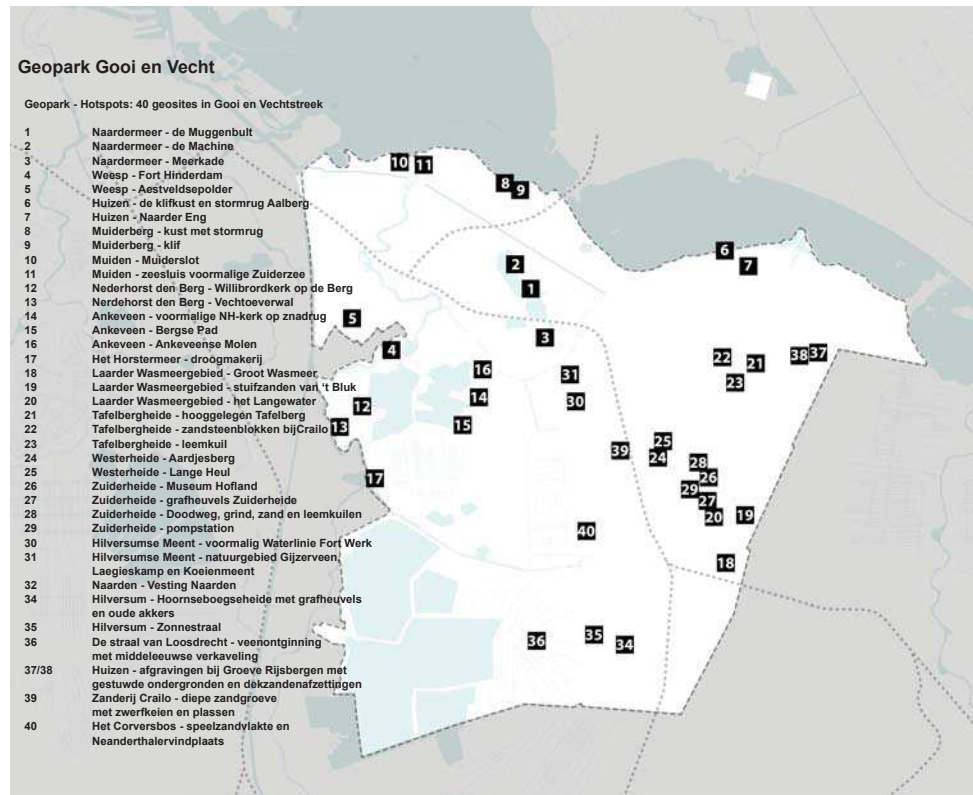 Geopark Gooi en Vecht
Geopark - Hotspots: 40 geosites in Gooi en Vechtstreek
1 Naardermeer - de Muggenbult
2 Naardermeer - de Machine
3 Naardermeer - Meerkade
4 Weesp - Fort Hinderdam
5 Weesp - Aestveldsepolder
6 Huizen - de klifkust en stormrug Aalberg
7 Huizen - Naarder Eng
8 Muiderberg - kust met stormrug
9 Muiderberg - klif
10 Muiden - Muiderslot
11 Muiden - zeesluis voormalige Zuiderzee
12 Nederhorst den Berg - Willibrordkerk op de Berg
13 Nerdehorst den Berg - Vechtoeverwal
14 Ankeveen - voormalige NH-kerk op znadrug
15 Ankeveen - Bergse Pad
16 Ankeveen - Ankeveense Molen
17 Het Horstermeer - droogmakerij
18 Laarder Wasmeergebied - Groot Wasmeer
19 Laarder Wasmeergebied - stuifzanden van 't Bluk
20 Laarder Wasmeergebied - het Langewater
21 Tafelbergheide - hooggelegen Tafelberg
22 Tafelbergheide - zandsteenblokken bijCrailo
23 Tafelbergheide - leemkuil
24 Westerheide - Aardjesberg
25 Westerheide - Lange Heul
26 Zuiderheide - Museum Hofland
27 Zuiderheide - grafheuvels Zuiderheide
28 Zuiderheide - Doodweg, grind, zand en leemkuilen
29 Zuiderheide - pompstation
30 Hilversumse Meent - voormalig Waterlinie Fort Werk
31 Hilversumse Meent - natuurgebied Gijzerveen,
Laegieskamp en Koeienmeent
32 Naarden - Vesting Naarden
34 Hilversum - Hoornseboegseheide met grafheuvels
en oude akkers
35 Hilversum - Zonnestraal
36 De straal van Loosdrecht - veenontginning
met middeleeuwse verkaveling
37/38 Huizen - afgravingen bij Groeve Rijsbergen met
gestuwde ondergronden en dekzandenafzettingen
39 Zanderij Crailo - diepe zandgroeve
met zwerfkeien en plassen
40 Het Corversbos - speelzandvlakte en
Neanderthalervindplaats
10 11
8 9
6
7
2
1
5
3
4
22 21 38 37
23
16 31
14 30
12
13 15
25
39 24 28
26
17 29
27
20 19
40
18
36 35 34